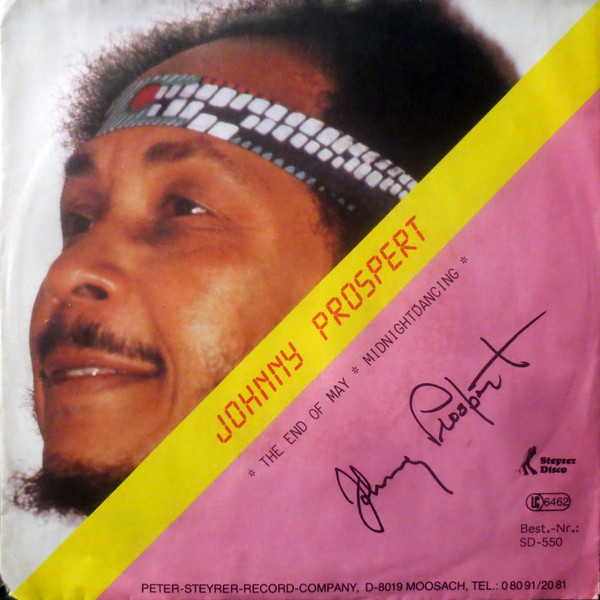 JOHNNY PROSPERT
* THE END OF MAY * MIDNIGHTDANCING *
Johnny Prospert
Steyrer
Disco
LC 6462
Best.-Nr.:
SD-550
PETER-STEYRER-RECORD-COMPANY, D-8019 MOOSACH, TEL.: 0 80 91/20 81